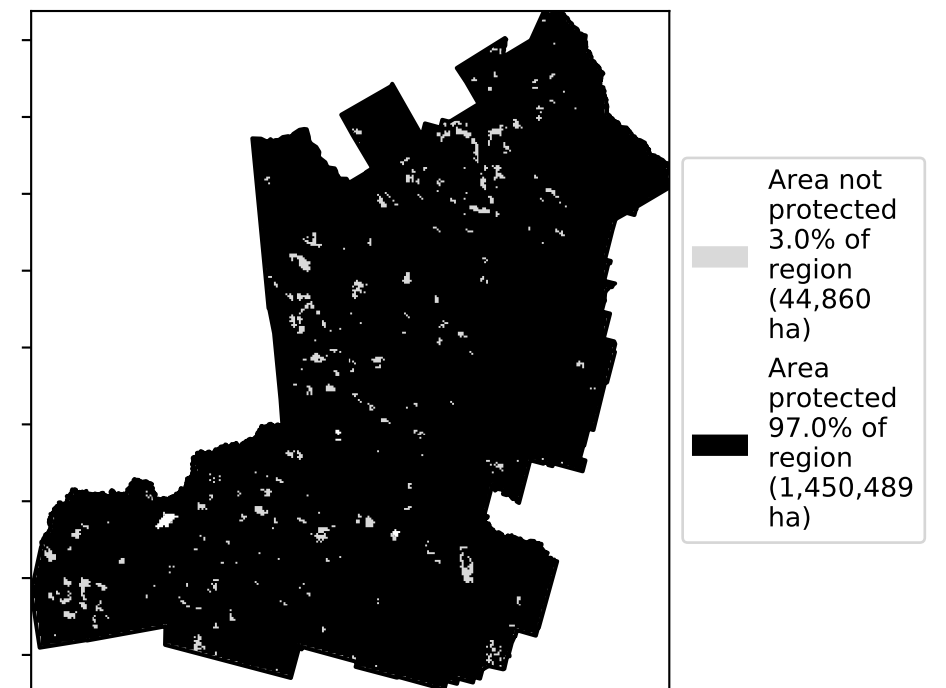 Area not
protected
3.0% of
region
(44,860
ha)
Area
protected
97.0% of
region
(1,450,489
ha)